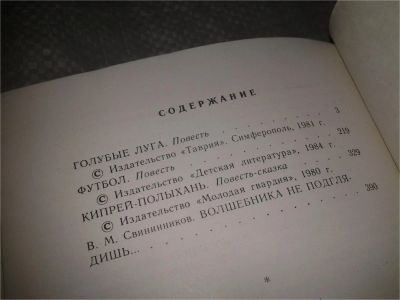 СОДЕРЖАНИЕ
ГОЛУБЫЕ ЛУГА. Повесть . . . . . . . . 3
© Издательство «Таврия». Симферополь, 1981 г.
ФУТБОЛ. Повесть . . . . . . . . . . 219
© Издательство «Детская литература», 1984 г.
КИПРЕЙ-ПОЛЫХАН. Повесть-сказка . . . . 329
© Издательство «Молодая гвардия», 1980 г.
В. М. Свининников. ВОЛШЕБНИКА НЕ ПОДГЛЯ-
ДИШЬ... . . . . . . . . . . . . 390
*